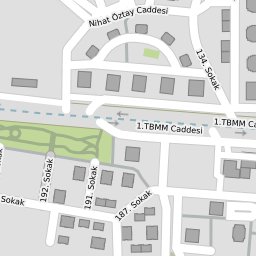 Nihat Öztay Caddesi
134. Sokak
1.TBMM Caddesi
1.TBMM Ca
192. Sokak
191. Sokak
187. Sokak
Sokak